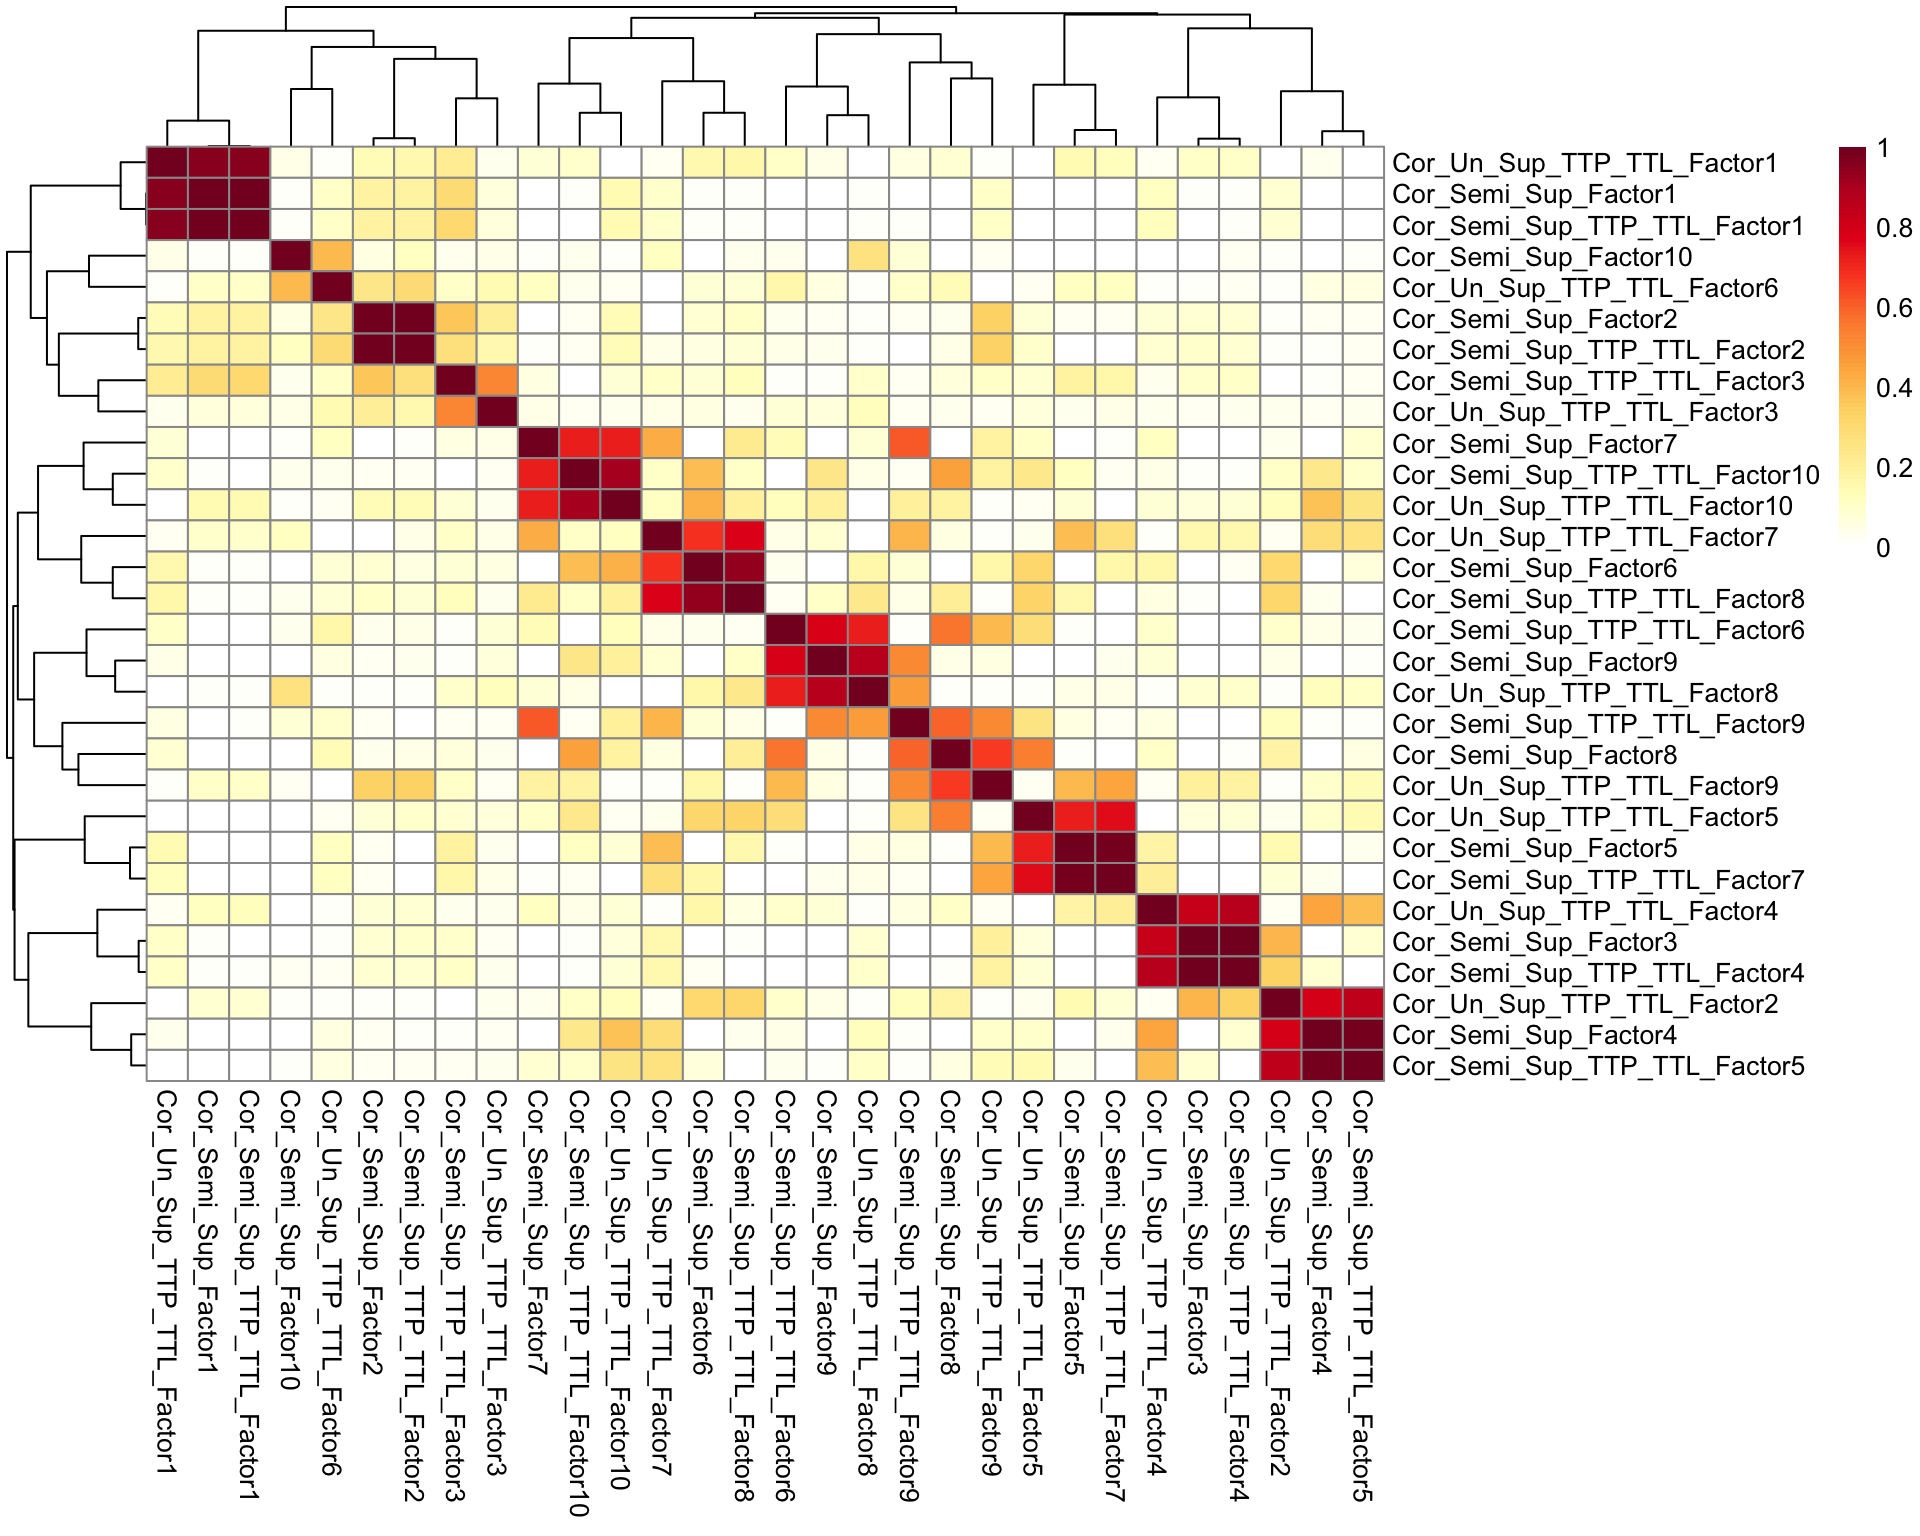 1
0.8
0.6
0.4
0.2
0
Cor_Un_Sup_TTP_TTL_Factor1
Cor_Semi_Sup_Factor1
Cor_Semi_Sup_TTP_TTL_Factor1
Cor_Semi_Sup_Factor10
Cor_Un_Sup_TTP_TTL_Factor6
Cor_Semi_Sup_Factor2
Cor_Semi_Sup_TTP_TTL_Factor2
Cor_Semi_Sup_TTP_TTL_Factor3
Cor_Un_Sup_TTP_TTL_Factor3
Cor_Semi_Sup_Factor7
Cor_Semi_Sup_TTP_TTL_Factor10
Cor_Un_Sup_TTP_TTL_Factor10
Cor_Un_Sup_TTP_TTL_Factor7
Cor_Semi_Sup_Factor6
Cor_Semi_Sup_TTP_TTL_Factor8
Cor_Semi_Sup_TTP_TTL_Factor6
Cor_Semi_Sup_Factor9
Cor_Un_Sup_TTP_TTL_Factor8
Cor_Semi_Sup_TTP_TTL_Factor9
Cor_Semi_Sup_Factor8
Cor_Un_Sup_TTP_TTL_Factor9
Cor_Un_Sup_TTP_TTL_Factor5
Cor_Semi_Sup_Factor5
Cor_Semi_Sup_TTP_TTL_Factor7
Cor_Un_Sup_TTP_TTL_Factor4
Cor_Semi_Sup_Factor3
Cor_Semi_Sup_TTP_TTL_Factor4
Cor_Un_Sup_TTP_TTL_Factor2
Cor_Semi_Sup_Factor4
Cor_Semi_Sup_TTP_TTL_Factor5
Cor_Un_Sup_TTP_TTL_Factor1
Cor_Semi_Sup_Factor1
Cor_Semi_Sup_TTP_TTL_Factor1
Cor_Semi_Sup_Factor10
Cor_Un_Sup_TTP_TTL_Factor6
Cor_Semi_Sup_Factor2
Cor_Semi_Sup_TTP_TTL_Factor2
Cor_Semi_Sup_TTP_TTL_Factor3
Cor_Un_Sup_TTP_TTL_Factor3
Cor_Semi_Sup_Factor7
Cor_Semi_Sup_TTP_TTL_Factor10
Cor_Un_Sup_TTP_TTL_Factor10
Cor_Un_Sup_TTP_TTL_Factor7
Cor_Semi_Sup_Factor6
Cor_Semi_Sup_TTP_TTL_Factor8
Cor_Semi_Sup_TTP_TTL_Factor6
Cor_Semi_Sup_Factor9
Cor_Un_Sup_TTP_TTL_Factor8
Cor_Semi_Sup_TTP_TTL_Factor9
Cor_Semi_Sup_Factor8
Cor_Un_Sup_TTP_TTL_Factor9
Cor_Un_Sup_TTP_TTL_Factor5
Cor_Semi_Sup_Factor5
Cor_Semi_Sup_TTP_TTL_Factor7
Cor_Un_Sup_TTP_TTL_Factor4
Cor_Semi_Sup_Factor3
Cor_Semi_Sup_TTP_TTL_Factor4
Cor_Un_Sup_TTP_TTL_Factor2
Cor_Semi_Sup_Factor4
Cor_Semi_Sup_TTP_TTL_Factor5